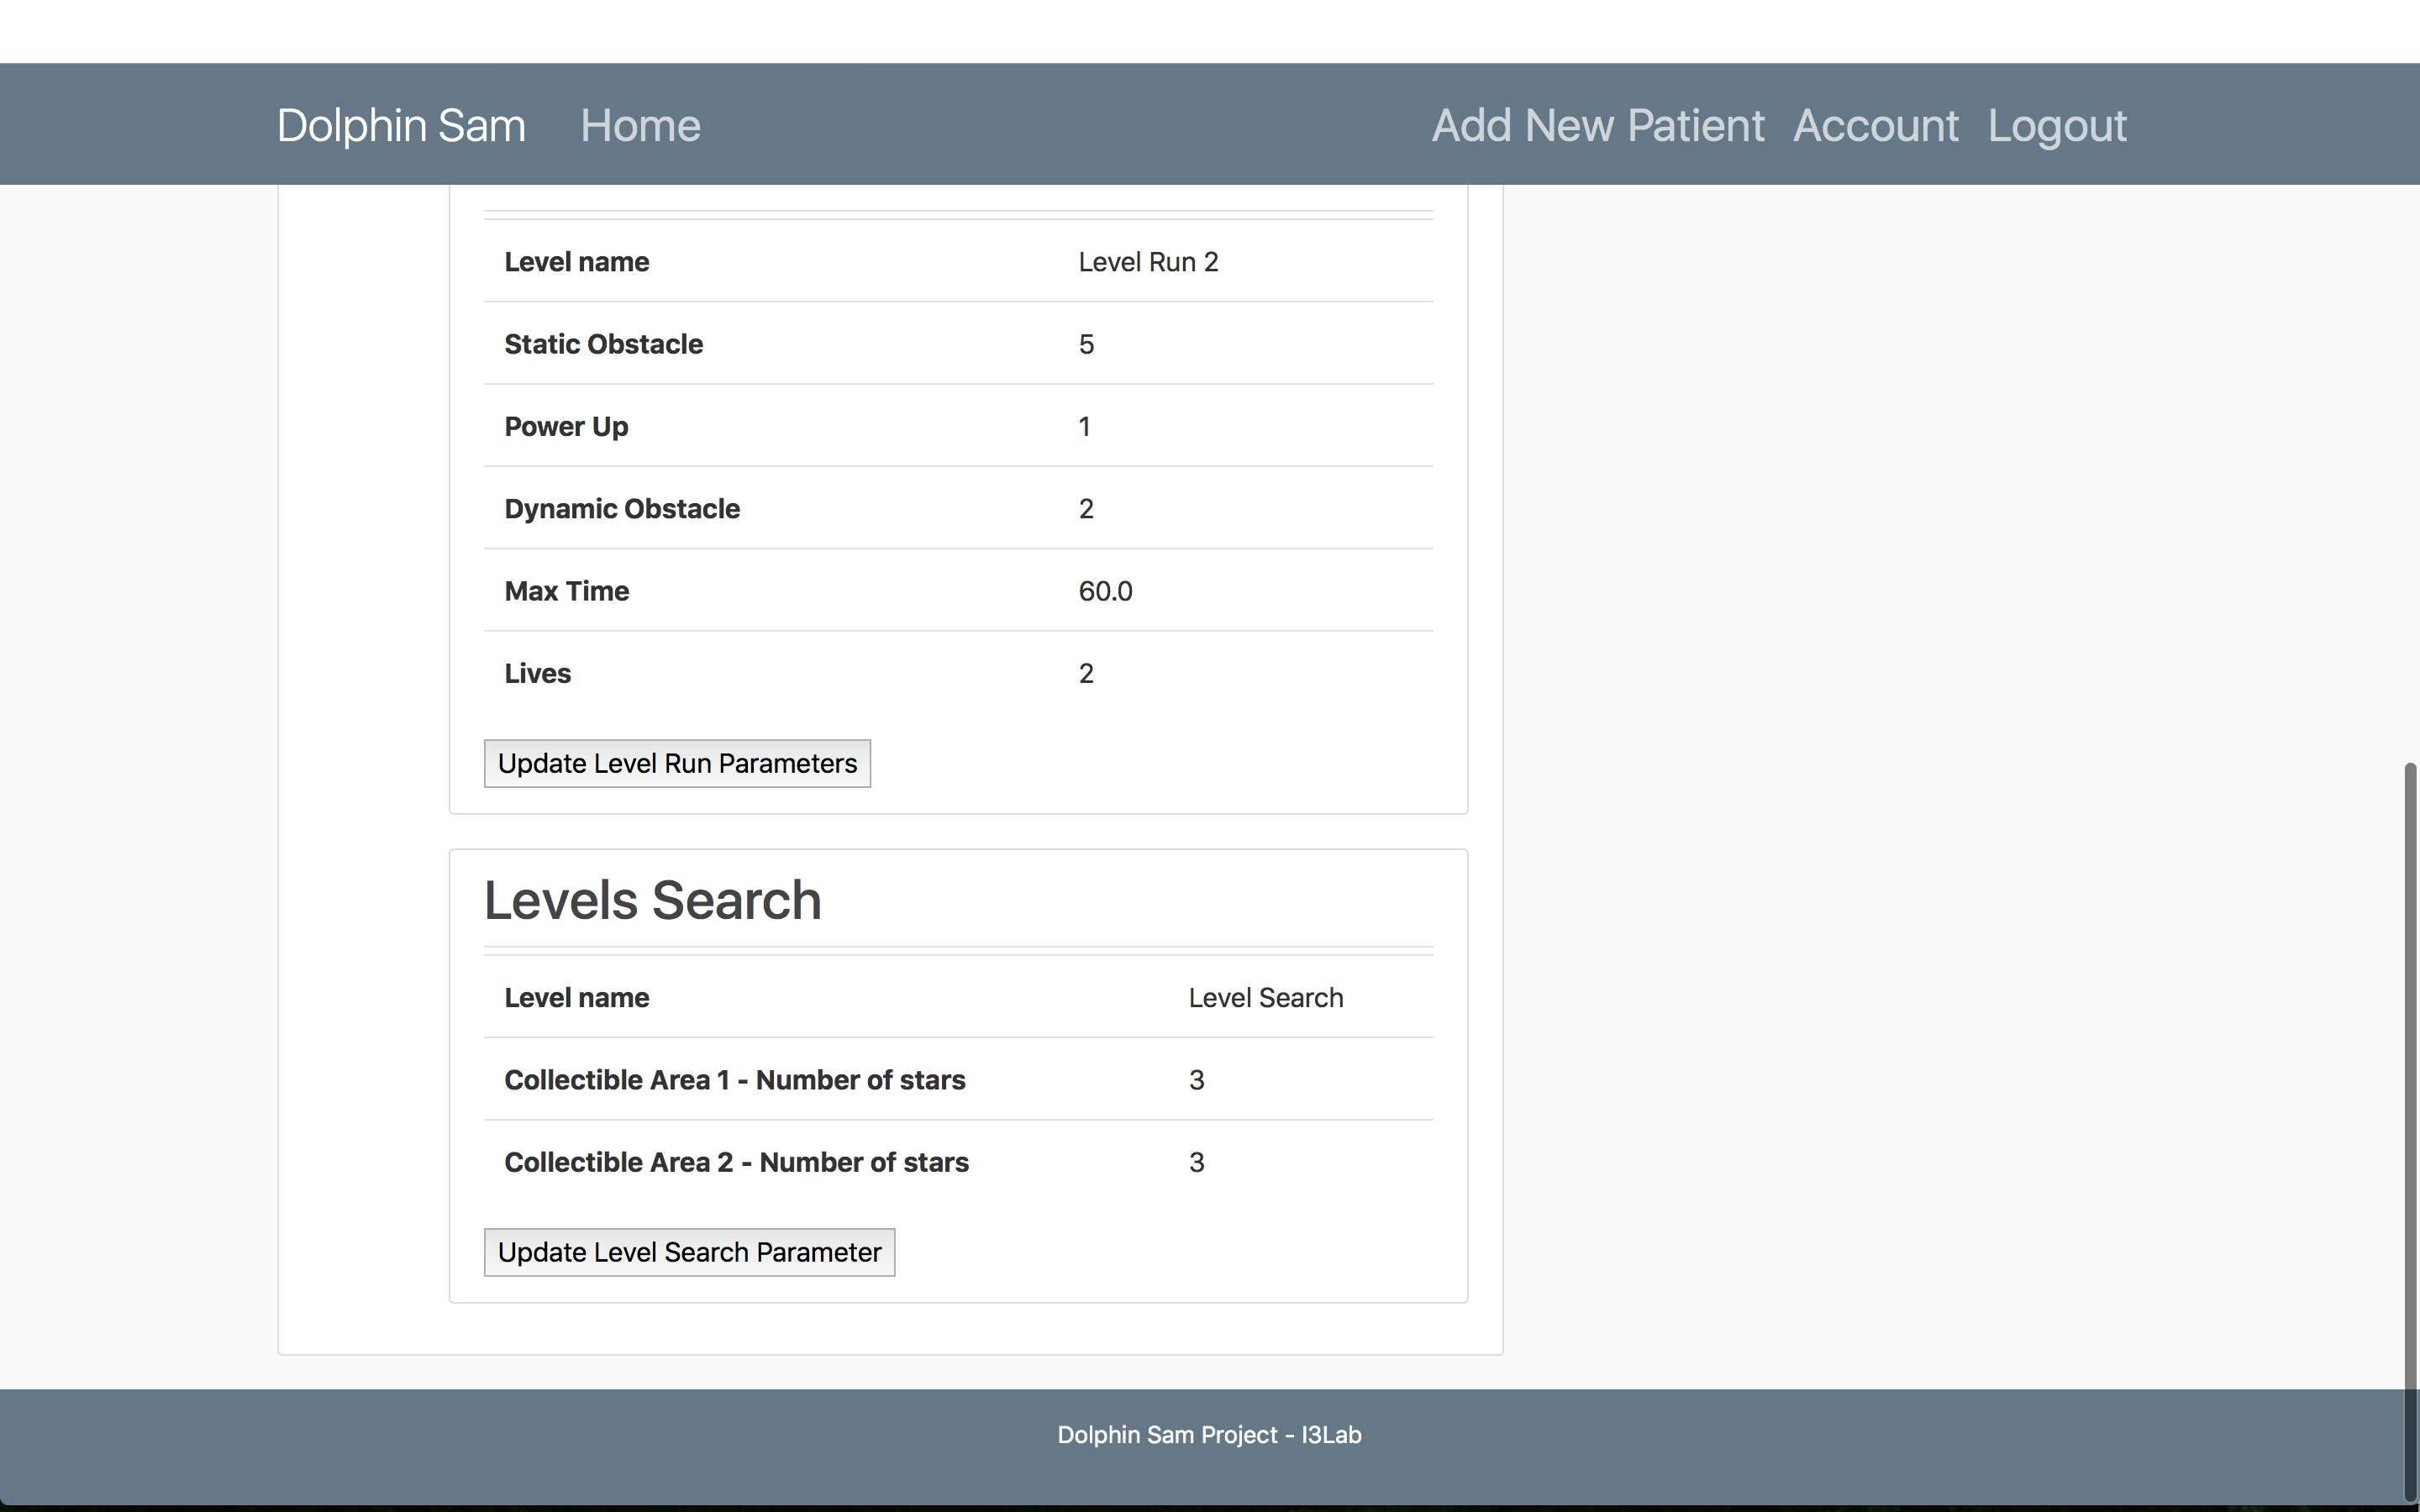 Dolphin Sam Home Add New Patient Account Logout
Level name Level Run 2
Static Obstacle 5
Power Up 1
Dynamic Obstacle 2
Max Time 60.0
Lives 2
Update Level Run Parameters
Levels Search
Level name Level Search
Collectible Area 1 - Number of stars 3
Collectible Area 2 - Number of stars 3
Update Level Search Parameter
Dolphin Sam Project - I3Lab